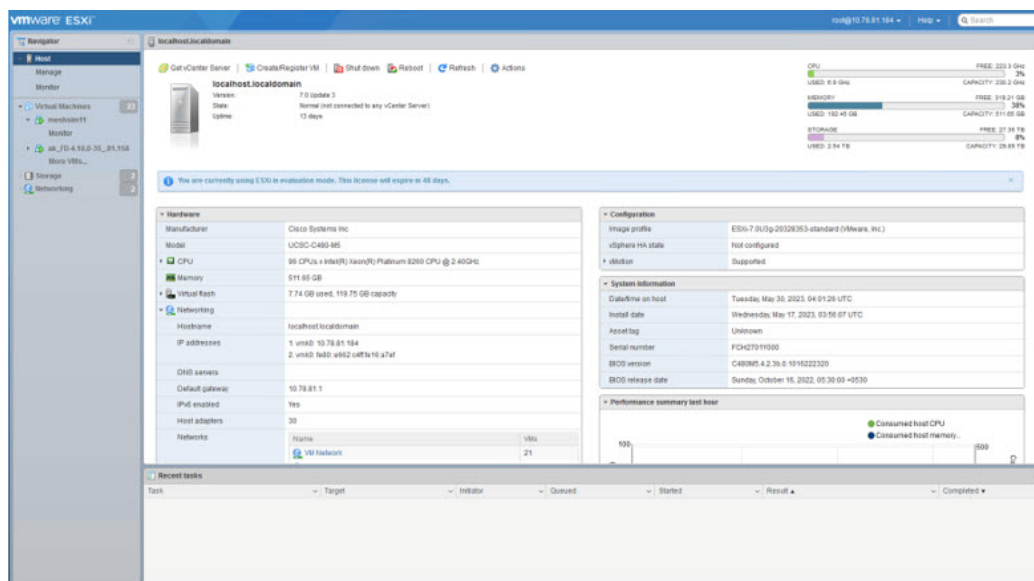 vmware ESXi
root@10.78.81.184
Help
Search
Navigator
Host
Manage
Monitor
Virtual Machines
Monitor
More VMs...
Storage
2
Networking
2
localhost.localdomain
Get vCenter Server
Create/Register VM
Shut down
Reboot
Refresh
Actions
localhost.localdomain
Version: 7.0 Update 3
State: Normal (not connected to any vCenter Server)
Uptime: 13 days
CPU
FREE: 223.3 GHz
3%
USED: 6.9 GHz
CAPACITY: 230.2 GHz
MEMORY
FREE: 319.21 GB
38%
USED: 192.45 GB
CAPACITY: 511.65 GB
STORAGE
8%
USED: 2.54 TB
You are currently using ESXi in evaluation mode. This license will expire in 48 days.
Hardware
Manufacturer Cisco Systems Inc
Model UCSC-C480-M5
CPU 96 CPUs x Intel(R) Xeon(R) Platinum 8260 CPU @ 2.40GHz
Memory 511.65 GB
Virtual flash 7.74 GB used, 119.75 GB capacity
Networking
Hostname localhost.localdomain
IP addresses 1. vmk0: 10.78.81.184
2. vmk0:
DNS servers
Default gateway 10.78.81.1
IPv6 enabled Yes
Host adapters 30
Networks Name VMs
VM Network 21
Configuration
Image profile ESXi-7.0U3g-20328353-standard (VMware, Inc.)
vSphere HA state Not configured
vMotion Supported
System Information
Date/time on host Tuesday, May 30, 2023, 04:01:26 UTC
Install date Wednesday, May 17, 2023, 03:56:07 UTC
Asset tag Unknown
Serial number
BIOS version
BIOS release date Sunday, October 16, 2022, 05:30:00 +0530
Performance summary last hour
Consumed host CPU
Consumed host memory...
100
500
Recent tasks
Task Target Initiator Queued Started Result Completed